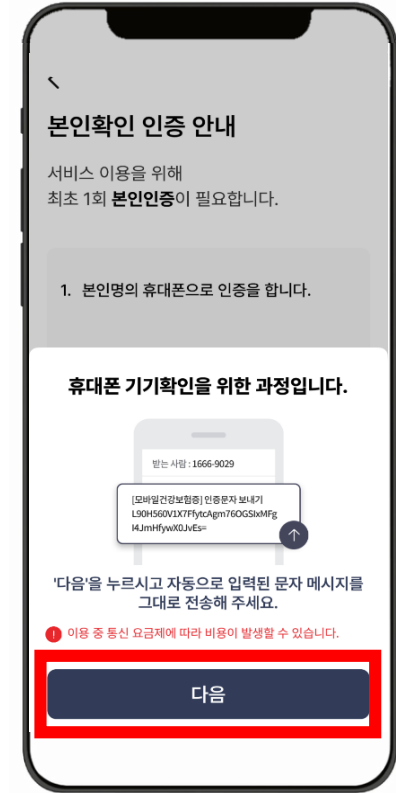 본인확인 인증 안내
서비스 이용을 위해
최초 1회 본인인증이 필요합니다.
1. 본인명의 휴대폰으로 인증을 합니다.
휴대폰 기기확인을 위한 과정입니다.
받는 사람 : 1666-9029
[모바일건강보험증] 인증문자 보내기
L90H560V1X7FfytcAgm76OGSIxMFg
I4JmHfywX0JvEs=
'다음'을 누르시고 자동으로 입력된 문자 메시지를
그대로 전송해 주세요.
! 이용 중 통신 요금제에 따라 비용이 발생할 수 있습니다.
다음